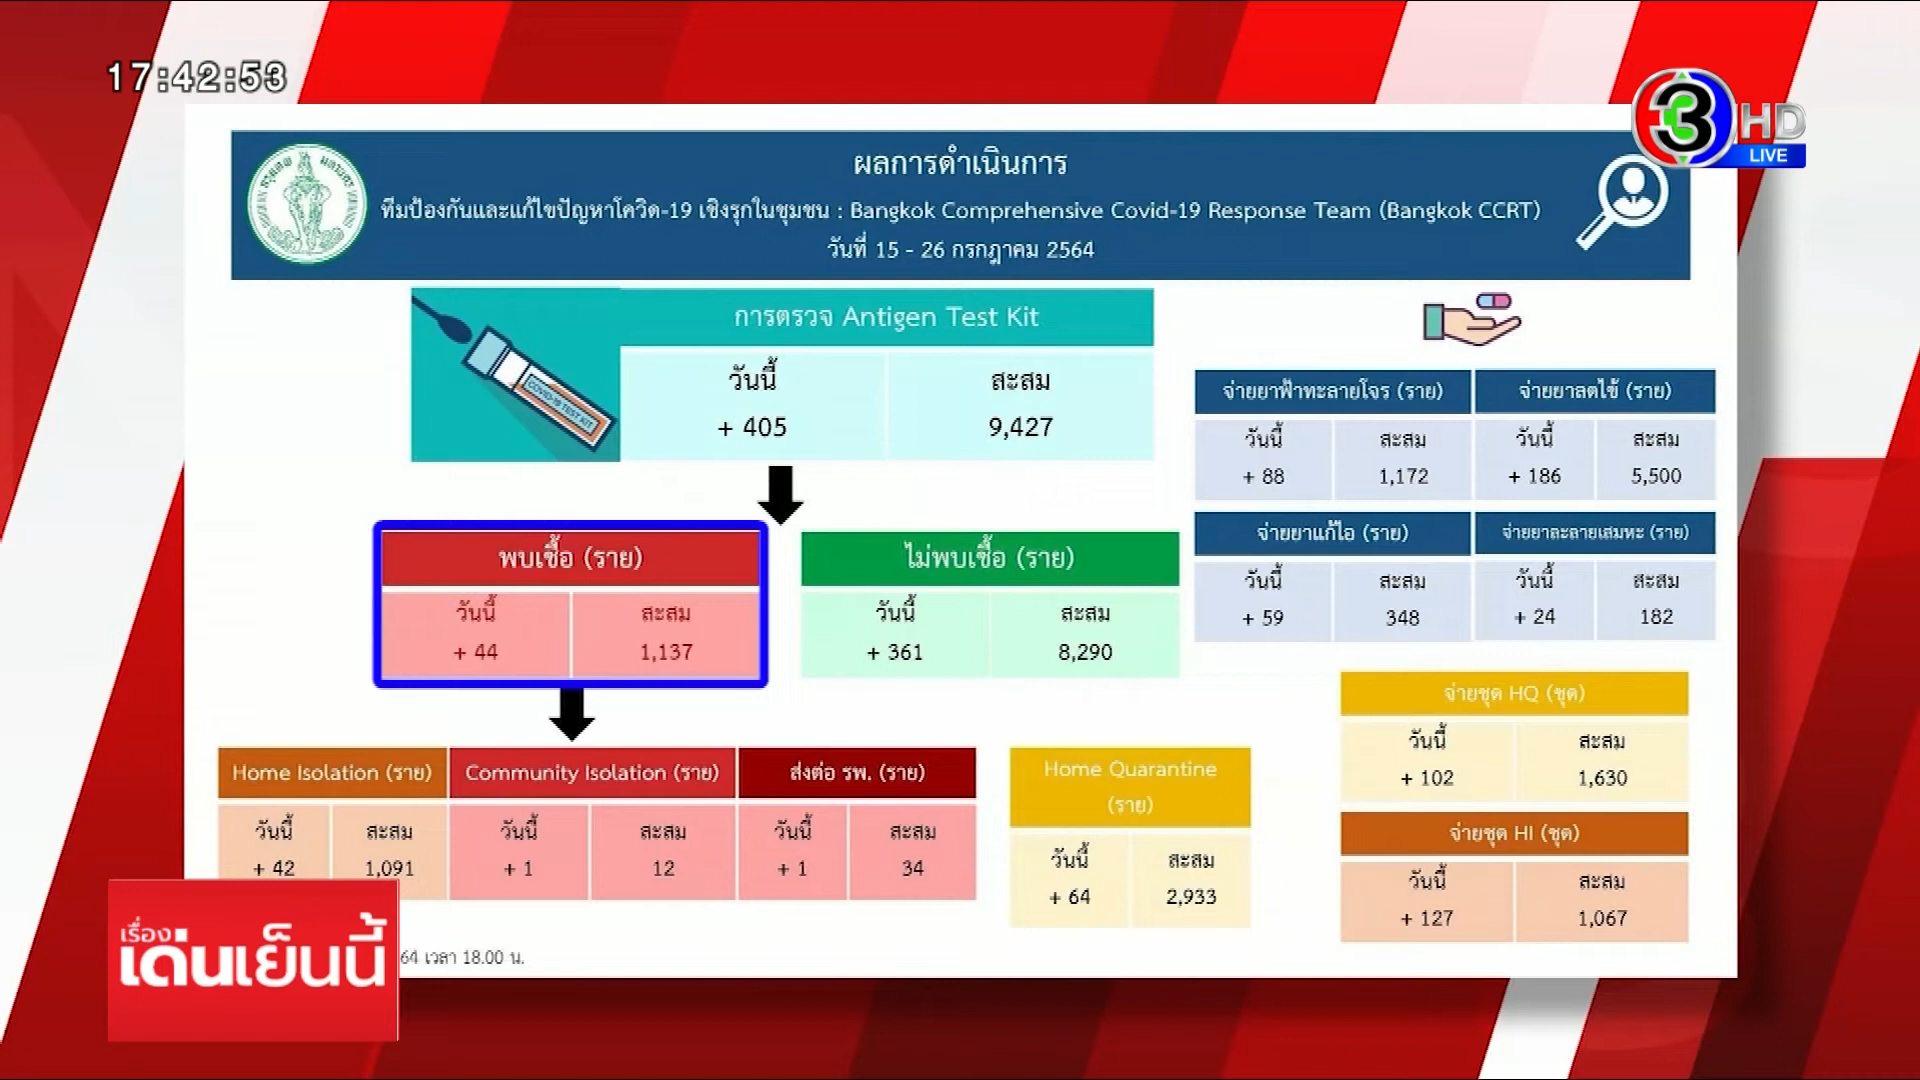 17:42:53
3 HD
LIVE
ผลการดำเนินการ
ทีมป้องกันและแก้ไขปัญหาโควิด-19 เชิงรุกในชุมชน : Bangkok Comprehensive Covid-19 Response Team (Bangkok CCRT)
วันที่ 15 - 26 กรกฎาคม 2564
การตรวจ Antigen Test Kit
วันนี้ สะสม
+ 405 9,427
COVID-19 TEST KIT
จ่ายยาฟ้าทะลายโจร (ราย) จ่ายยาลดไข้ (ราย)
วันนี้ สะสม วันนี้ สะสม
+ 88 1,172 + 186 5,500
จ่ายยาแก้ไอ (ราย) จ่ายยาละลายเสมหะ (ราย)
วันนี้ สะสม วันนี้ สะสม
+ 59 348 + 24 182
พบเชื้อ (ราย) ไม่พบเชื้อ (ราย)
วันนี้ สะสม วันนี้ สะสม
+ 44 1,137 + 361 8,290
จ่ายชุด HQ (ชุด)
วันนี้ สะสม
+ 102 1,630
Home Isolation (ราย) Community Isolation (ราย) ส่งต่อ รพ. (ราย)
วันนี้ สะสม วันนี้ สะสม วันนี้ สะสม
+ 42 1,091 + 1 12 + 1 34
Home Quarantine
(ราย)
วันนี้ สะสม
+ 64 2,933
จ่ายชุด HI (ชุด)
วันนี้ สะสม
+ 127 1,067
เรื่อง
เด่นเย็นนี้
64 เวลา 18.00 น.